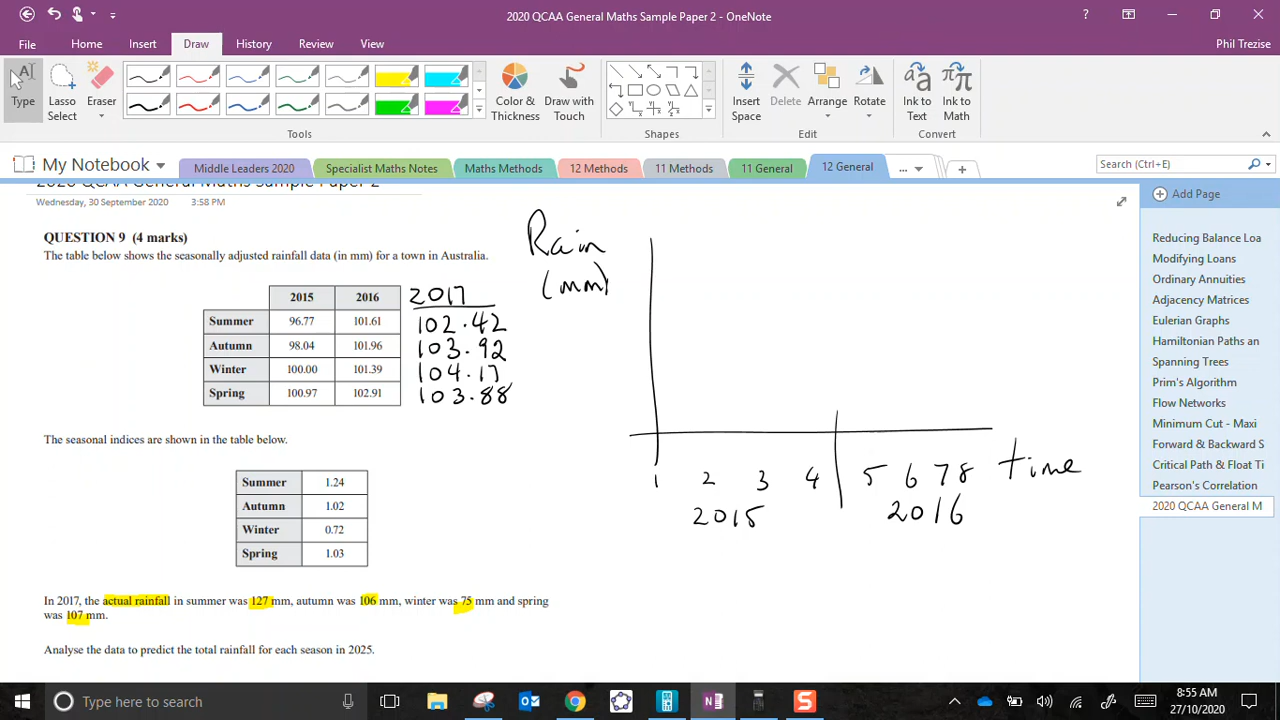 2020 QCAA General Maths Sample Paper 2 - OneNote
File Home Insert Draw History Review View
Phil Trezise
Type
Lasso Select
Eraser
Color & Thickness
Draw with Touch
Insert Space
Delete
Arrange
Rotate
Ink to Text
Ink to Math
Tools
Shapes
Edit
Convert
My Notebook
Middle Leaders 2020
Specialist Maths Notes
Maths Methods
12 Methods
11 Methods
11 General
12 General
...
Search (Ctrl+E)
2020 QCAA General Maths Sample Paper 2
Wednesday, 30 September 2020 3:58 PM
QUESTION 9 (4 marks)
The table below shows the seasonally adjusted rainfall data (in mm) for a town in Australia.
2015 2016 2017
Summer 96.77 101.61 102.42
Autumn 98.04 101.96 103.92
Winter 100.00 101.39 104.17
Spring 100.97 102.91 103.88
The seasonal indices are shown in the table below.
Summer 1.24
Autumn 1.02
Winter 0.72
Spring 1.03
In 2017, the actual rainfall in summer was 127 mm, autumn was 106 mm, winter was 75 mm and spring
was 107 mm.
Analyse the data to predict the total rainfall for each season in 2025.
Rain
(mm)
1 2 3 4 5 6 7 8 time
2015 2016
Add Page
Reducing Balance Loa
Modifying Loans
Ordinary Annuities
Adjacency Matrices
Eulerian Graphs
Hamiltonian Paths an
Spanning Trees
Prim's Algorithm
Flow Networks
Minimum Cut - Maxi
Forward & Backward S
Critical Path & Float Ti
Pearson's Correlation
2020 QCAA General M
Type here to search
8:55 AM
27/10/2020